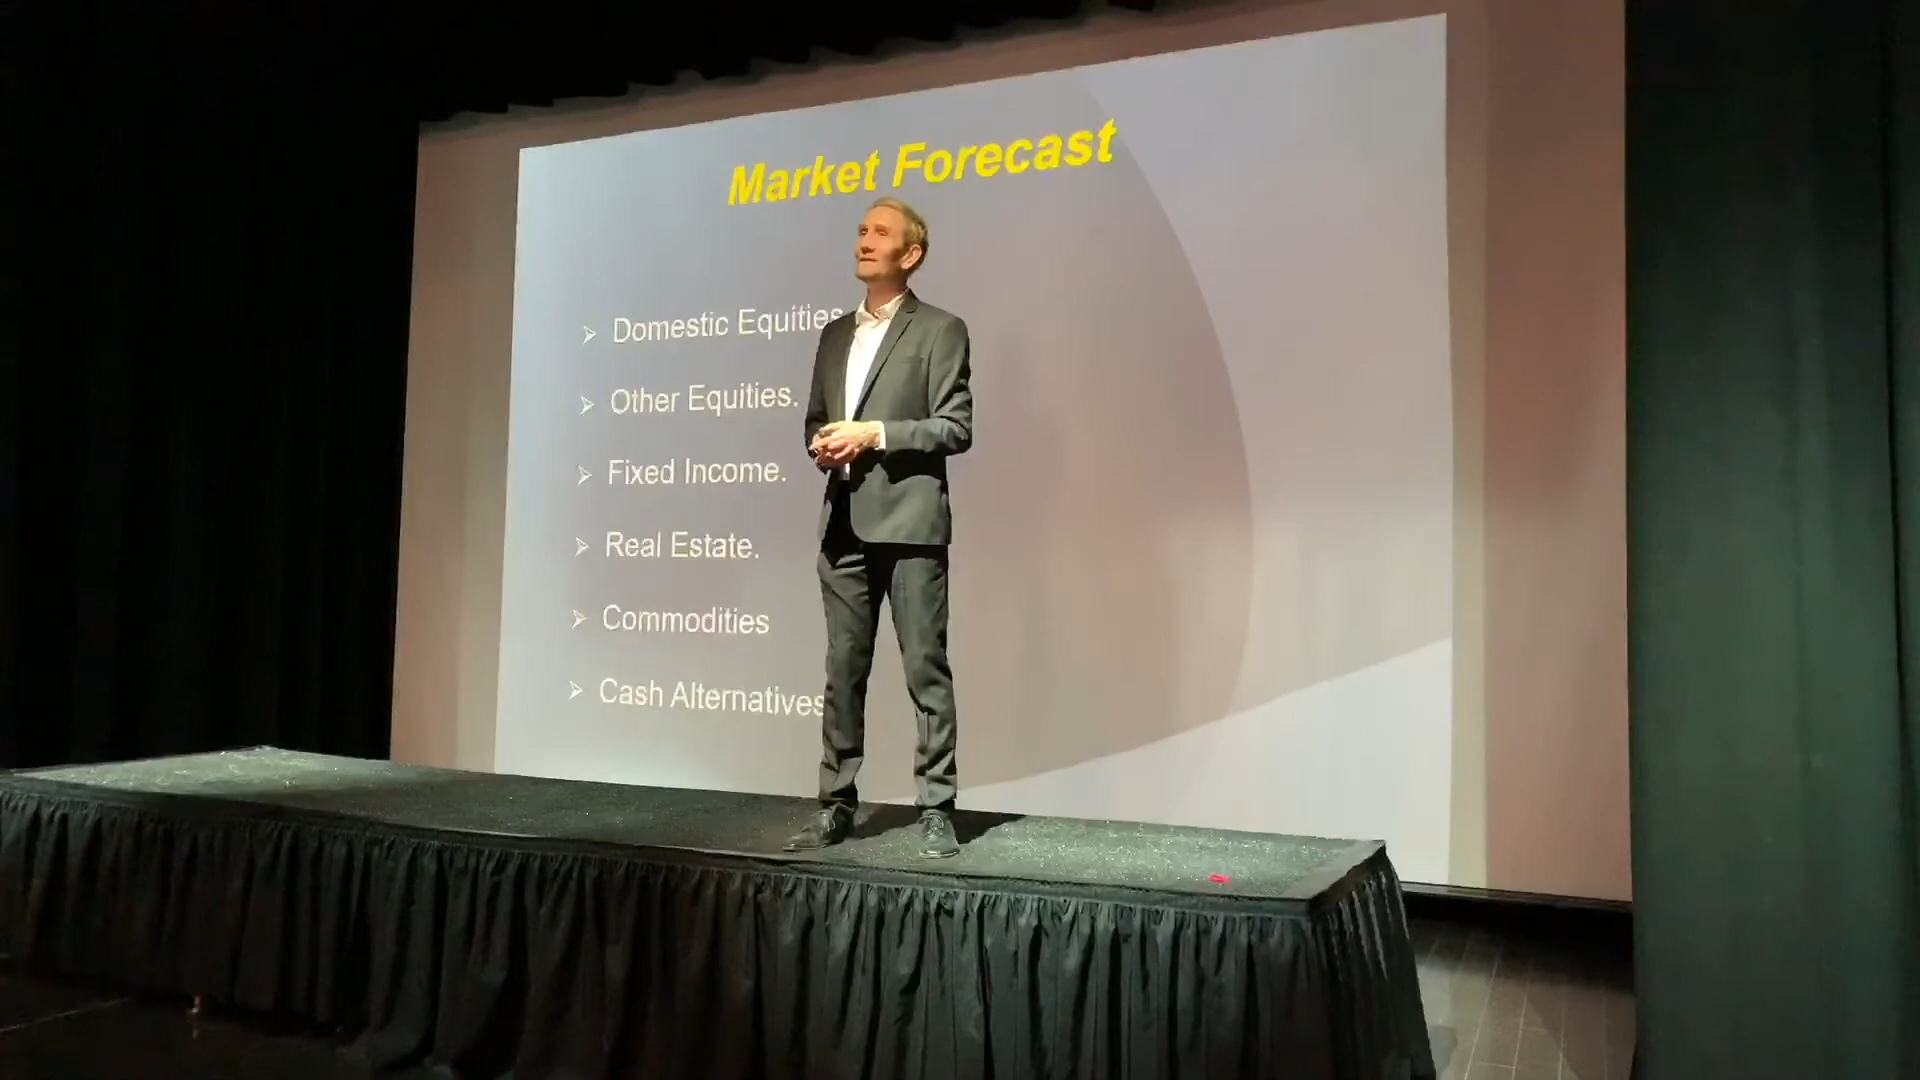 Market Forecast
Domestic Equities
Other Equities.
Fixed Income.
Real Estate.
Commodities
Cash Alternatives